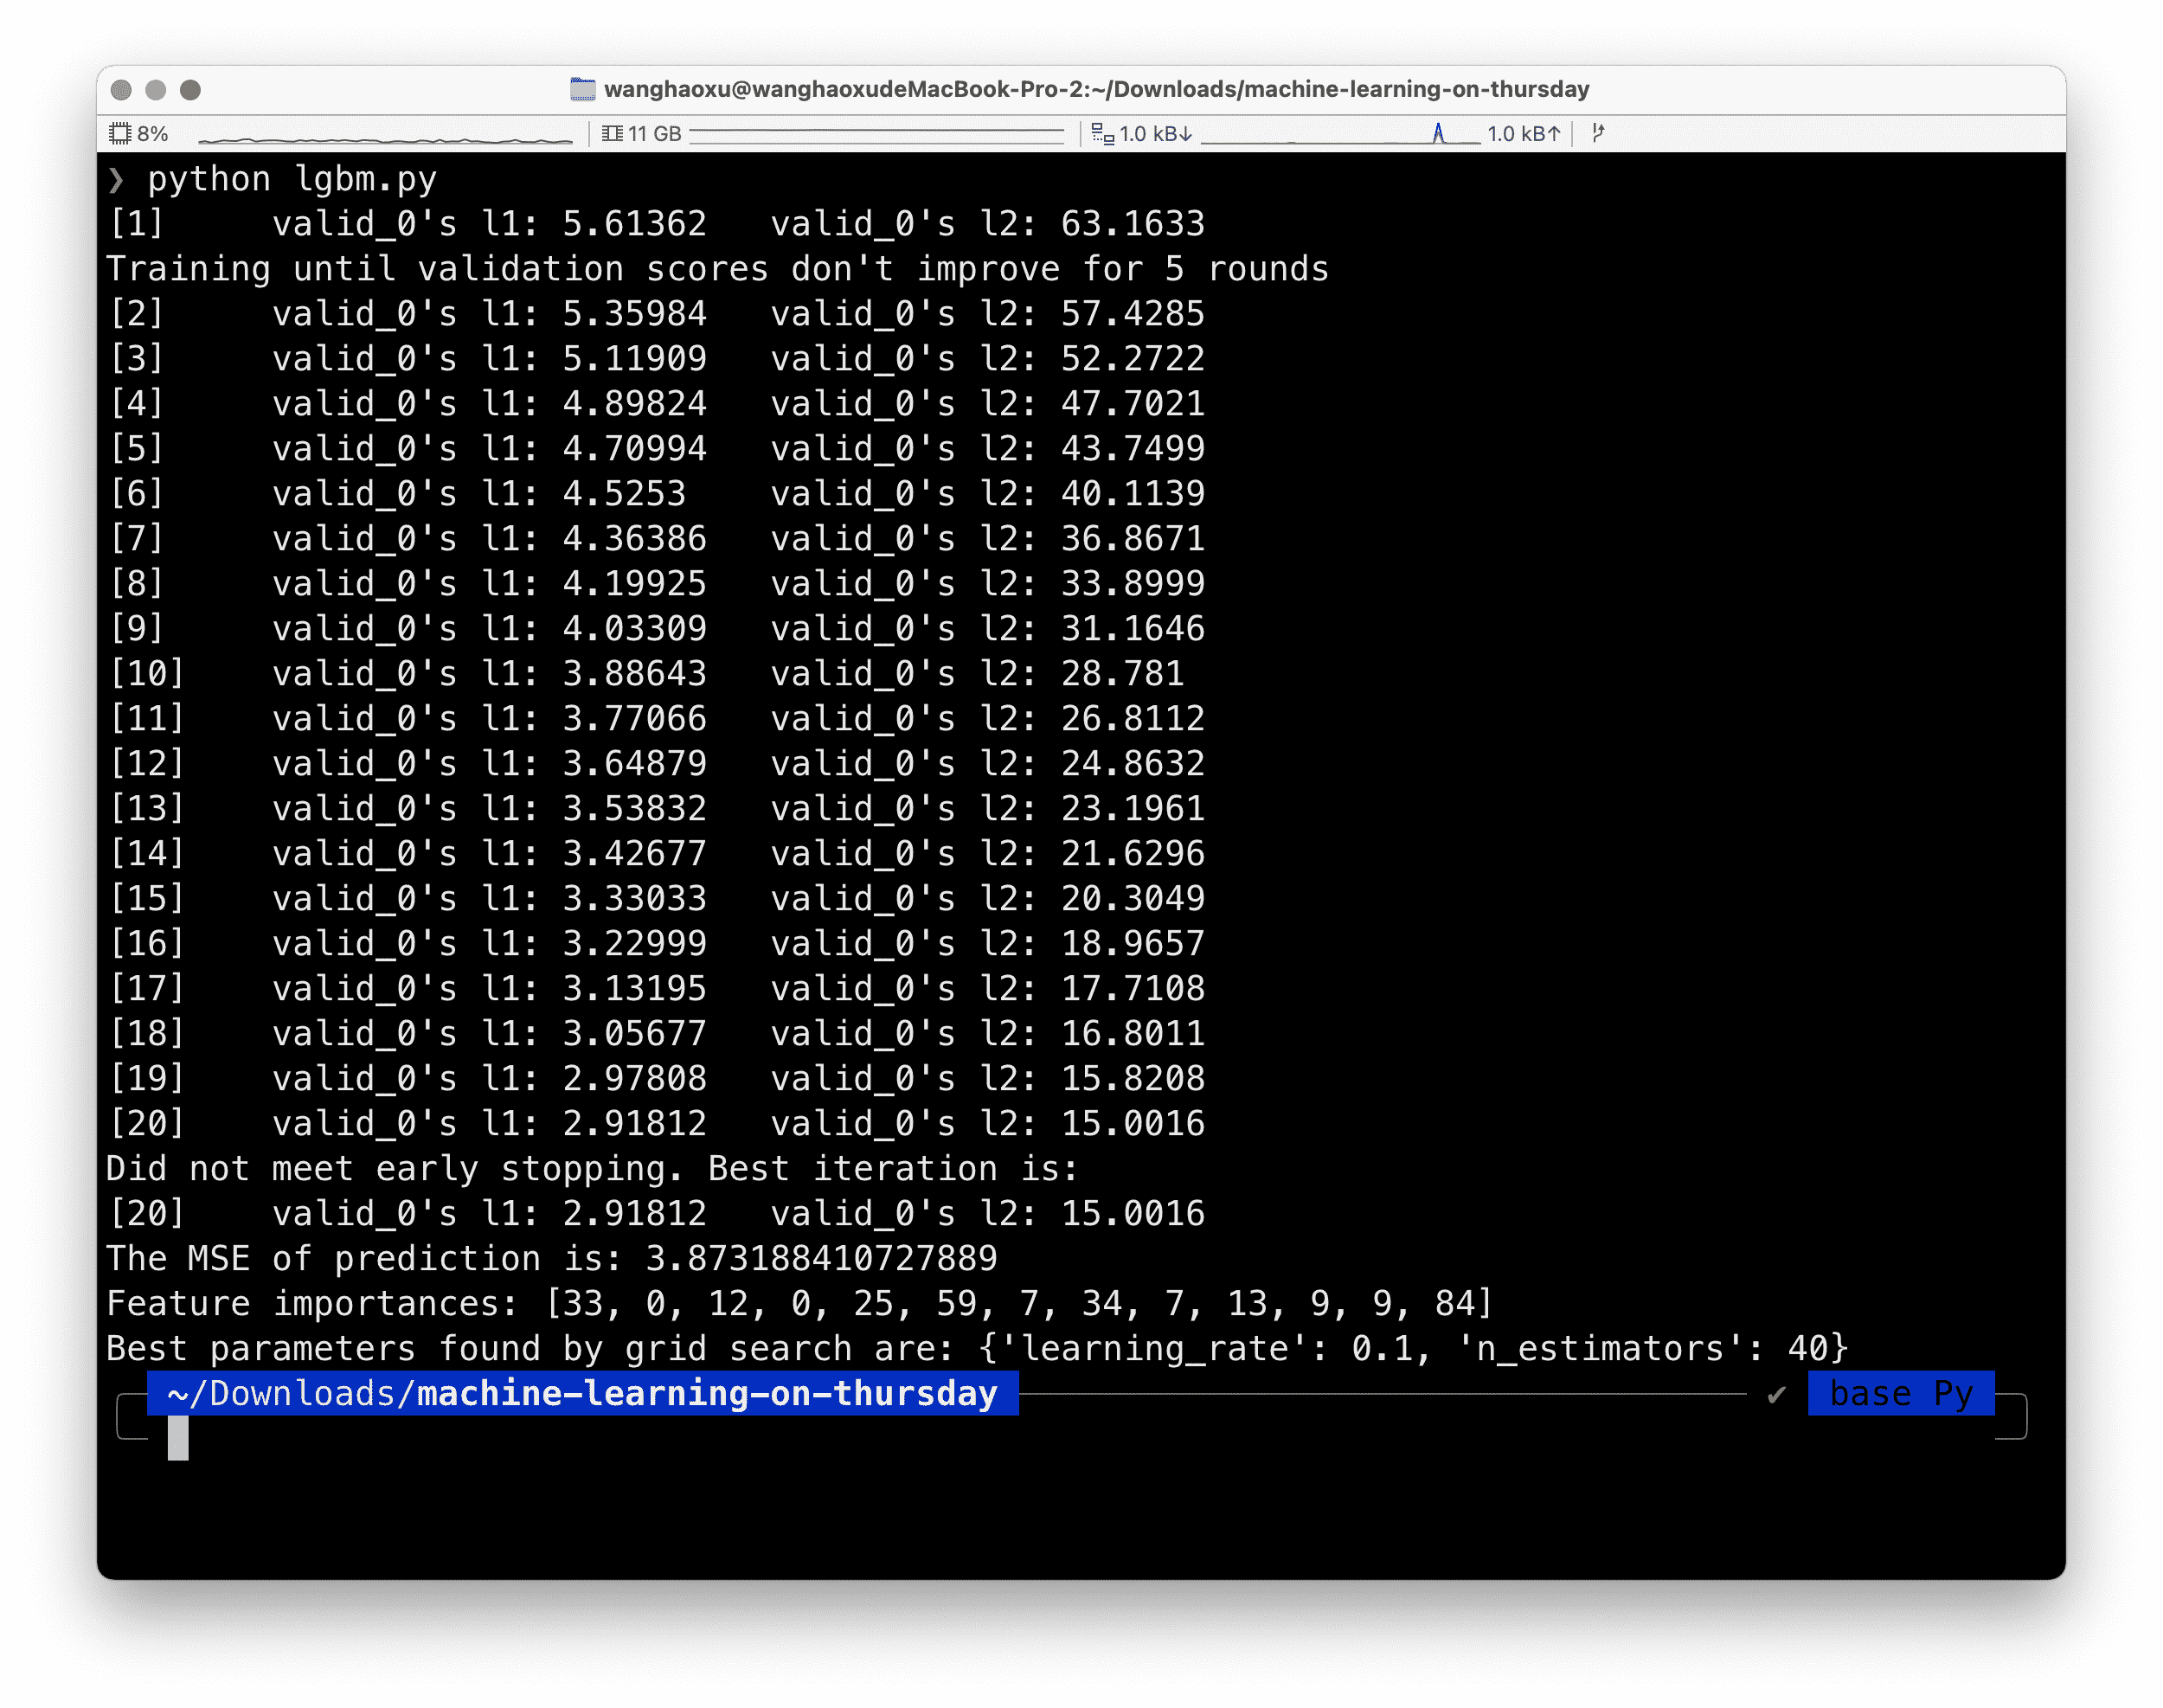 wanghaoxu@wanghaoxudeMacBook-Pro-2:~/Downloads/machine-learning-on-thursday
8% 11 GB 1.0 kB↓ 1.0 kB↑
❯ python lgbm.py
[1] valid_0's l1: 5.61362 valid_0's l2: 63.1633
Training until validation scores don't improve for 5 rounds
[2] valid_0's l1: 5.35984 valid_0's l2: 57.4285
[3] valid_0's l1: 5.11909 valid_0's l2: 52.2722
[4] valid_0's l1: 4.89824 valid_0's l2: 47.7021
[5] valid_0's l1: 4.70994 valid_0's l2: 43.7499
[6] valid_0's l1: 4.5253 valid_0's l2: 40.1139
[7] valid_0's l1: 4.36386 valid_0's l2: 36.8671
[8] valid_0's l1: 4.19925 valid_0's l2: 33.8999
[9] valid_0's l1: 4.03309 valid_0's l2: 31.1646
[10] valid_0's l1: 3.88643 valid_0's l2: 28.781
[11] valid_0's l1: 3.77066 valid_0's l2: 26.8112
[12] valid_0's l1: 3.64879 valid_0's l2: 24.8632
[13] valid_0's l1: 3.53832 valid_0's l2: 23.1961
[14] valid_0's l1: 3.42677 valid_0's l2: 21.6296
[15] valid_0's l1: 3.33033 valid_0's l2: 20.3049
[16] valid_0's l1: 3.22999 valid_0's l2: 18.9657
[17] valid_0's l1: 3.13195 valid_0's l2: 17.7108
[18] valid_0's l1: 3.05677 valid_0's l2: 16.8011
[19] valid_0's l1: 2.97808 valid_0's l2: 15.8208
[20] valid_0's l1: 2.91812 valid_0's l2: 15.0016
Did not meet early stopping. Best iteration is:
[20] valid_0's l1: 2.91812 valid_0's l2: 15.0016
The MSE of prediction is: 3.873188410727889
Feature importances: [33, 0, 12, 0, 25, 59, 7, 34, 7, 13, 9, 9, 84]
Best parameters found by grid search are: {'learning_rate': 0.1, 'n_estimators': 40}
~/Downloads/machine-learning-on-thursday ✔ base Py